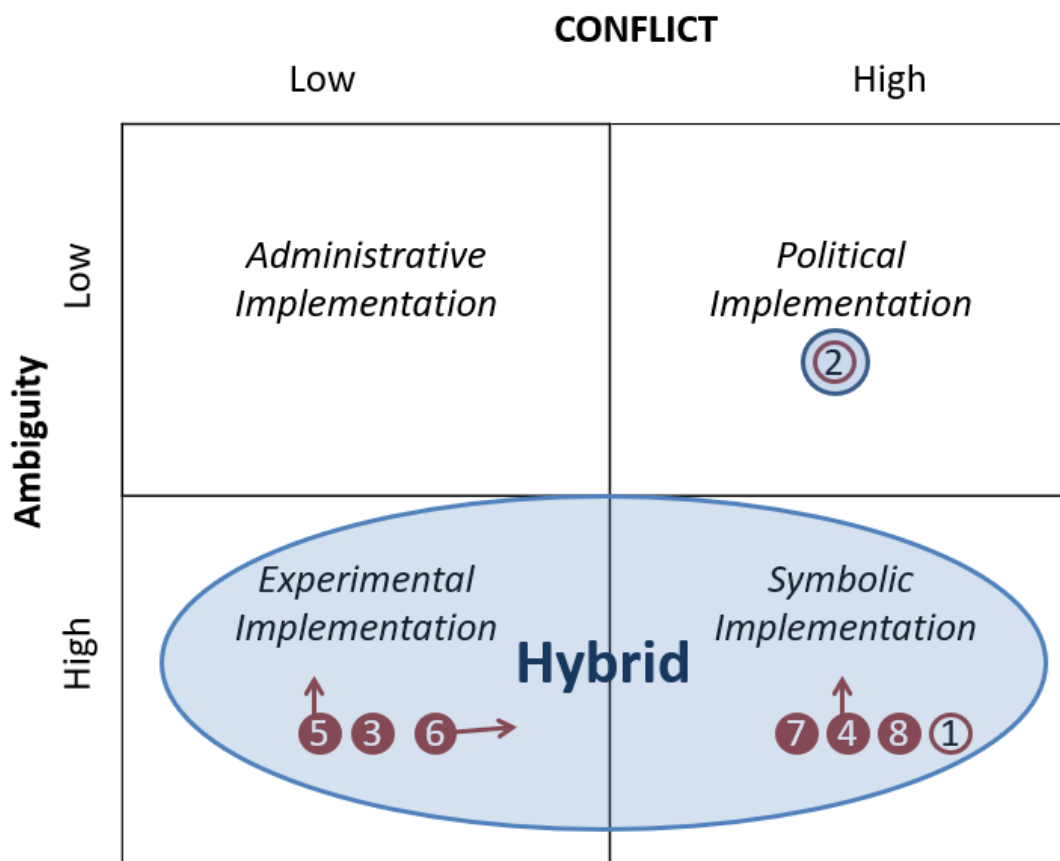 CONFLICT
Low High
Ambiguity
Low
Administrative
Implementation
Political
Implementation
2
High
Experimental
Implementation
Symbolic
Implementation
Hybrid
5 3 6 7 4 8 1